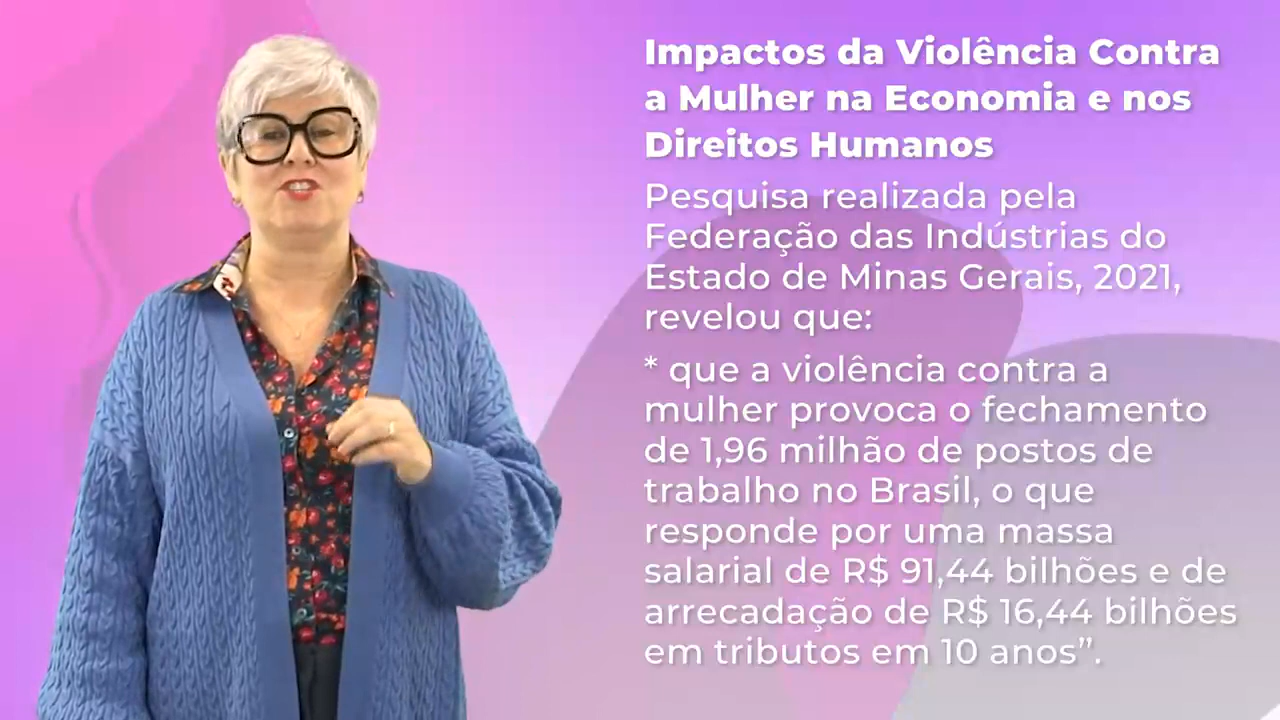 Impactos da Violência Contra
a Mulher na Economia e nos
Direitos Humanos
Pesquisa realizada pela
Federação das Indústrias do
Estado de Minas Gerais, 2021,
revelou que:
* que a violência contra a
mulher provoca o fechamento
de 1,96 milhão de postos de
trabalho no Brasil, o que
responde por uma massa
salarial de R$ 91,44 bilhões e de
arrecadação de R$ 16,44 bilhões
em tributos em 10 anos”.